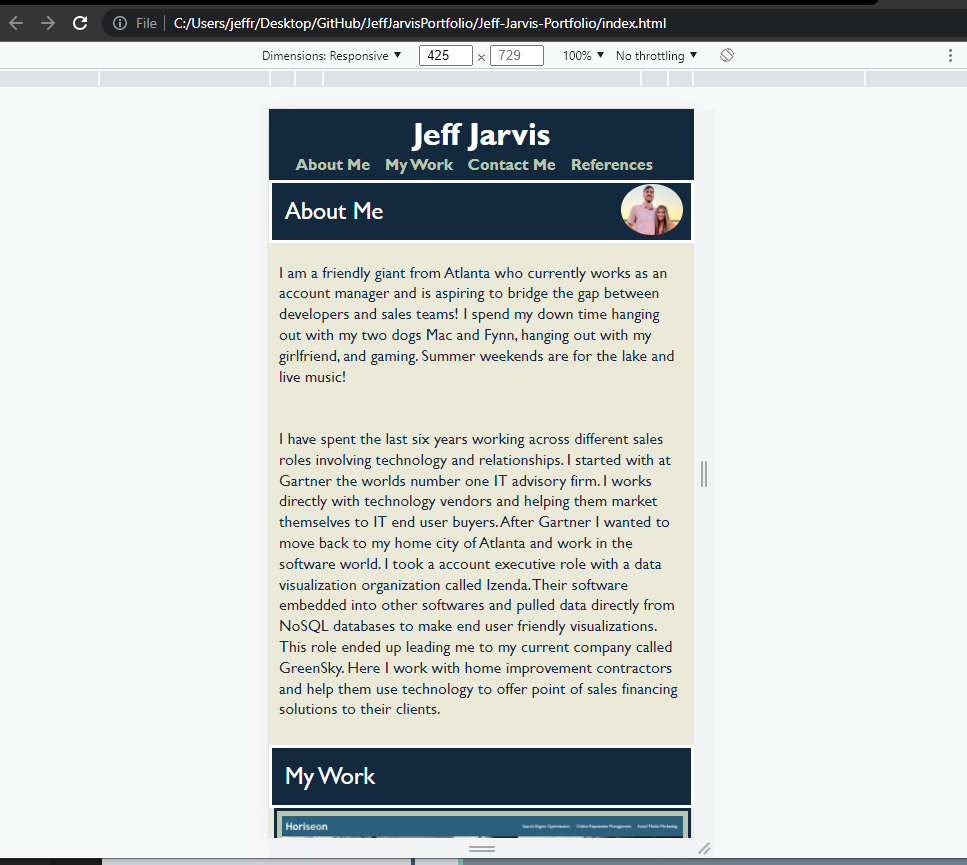 File C:/Users/jeffr/Desktop/GitHub/JeffJarvisPortfolio/Jeff-Jarvis-Portfolio/index.html
Dimensions: Responsive 425 × 729 100% No throttling
Jeff Jarvis
About Me My Work Contact Me References
About Me
I am a friendly giant from Atlanta who currently works as an
account manager and is aspiring to bridge the gap between
developers and sales teams! I spend my down time hanging
out with my two dogs Mac and Fynn, hanging out with my
girlfriend, and gaming. Summer weekends are for the lake and
live music!
I have spent the last six years working across different sales
roles involving technology and relationships. I started with at
Gartner the worlds number one IT advisory firm. I works
directly with technology vendors and helping them market
themselves to IT end user buyers. After Gartner I wanted to
move back to my home city of Atlanta and work in the
software world. I took a account executive role with a data
visualization organization called Izenda. Their software
embedded into other softwares and pulled data directly from
NoSQL databases to make end user friendly visualizations.
This role ended up leading me to my current company called
GreenSky. Here I work with home improvement contractors
and help them use technology to offer point of sales financing
solutions to their clients.
My Work
Horiseon Search Engine Optimization Online Reputation Management Social Media Marketing